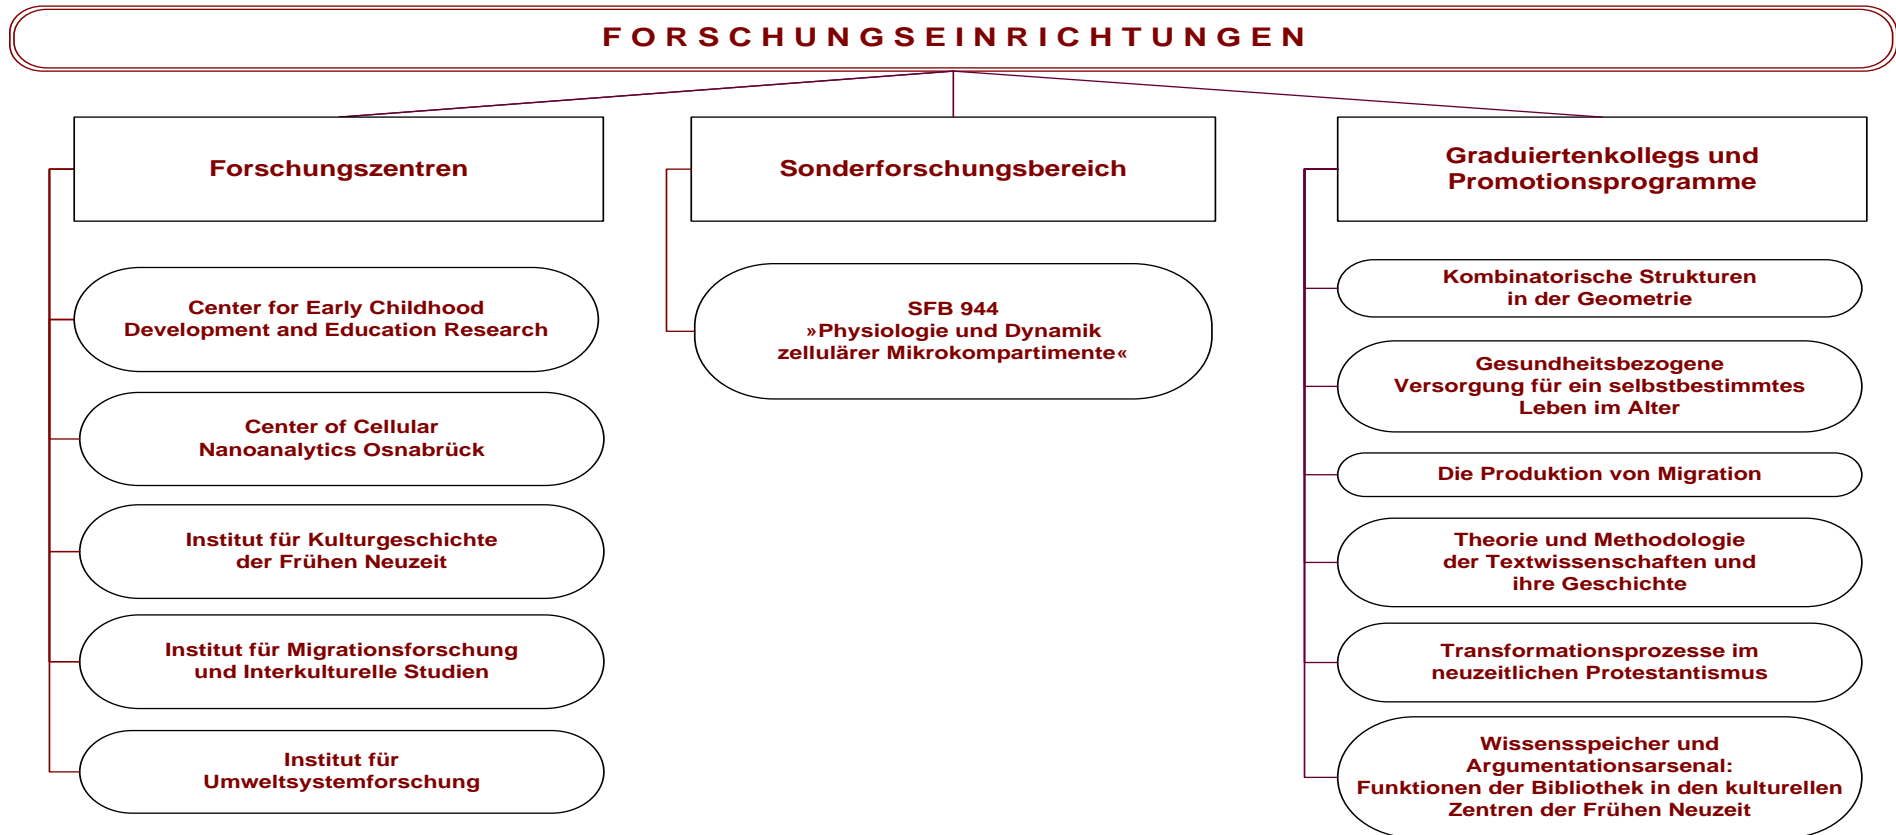 FORSCHUNGSEINRICHTUNGEN
Forschungszentren
Center for Early Childhood
Development and Education Research
Center of Cellular
Nanoanalytics Osnabrück
Institut für Kulturgeschichte
der Frühen Neuzeit
Institut für Migrationsforschung
und Interkulturelle Studien
Institut für
Umweltsystemforschung
Sonderforschungsbereich
SFB 944
»Physiologie und Dynamik
zellulärer Mikrokompartimente«
Graduiertenkollegs und
Promotionsprogramme
Kombinatorische Strukturen
in der Geometrie
Gesundheitsbezogene
Versorgung für ein selbstbestimmtes
Leben im Alter
Die Produktion von Migration
Theorie und Methodologie
der Textwissenschaften und
ihre Geschichte
Transformationsprozesse im
neuzeitlichen Protestantismus
Wissensspeicher und
Argumentationsarsenal:
Funktionen der Bibliothek in den kulturellen
Zentren der Frühen Neuzeit